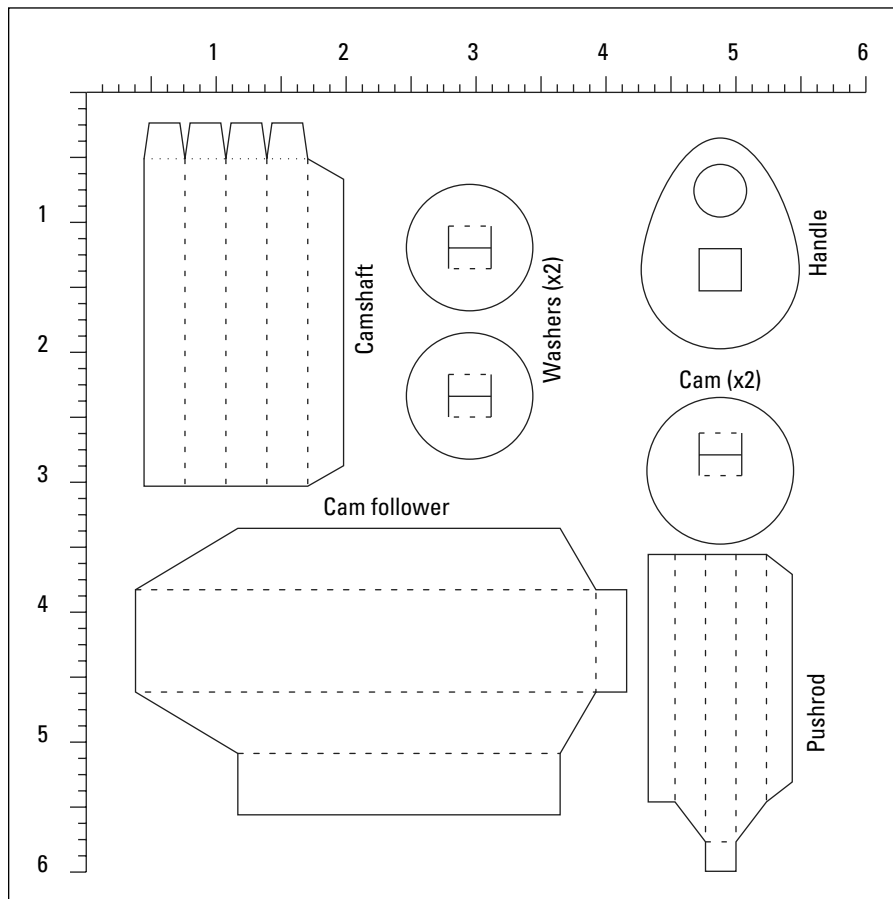 1 2 3 4 5 6
1
2
3
4
5
6
Camshaft
Washers (x2)
Handle
Cam (x2)
Cam follower
Pushrod